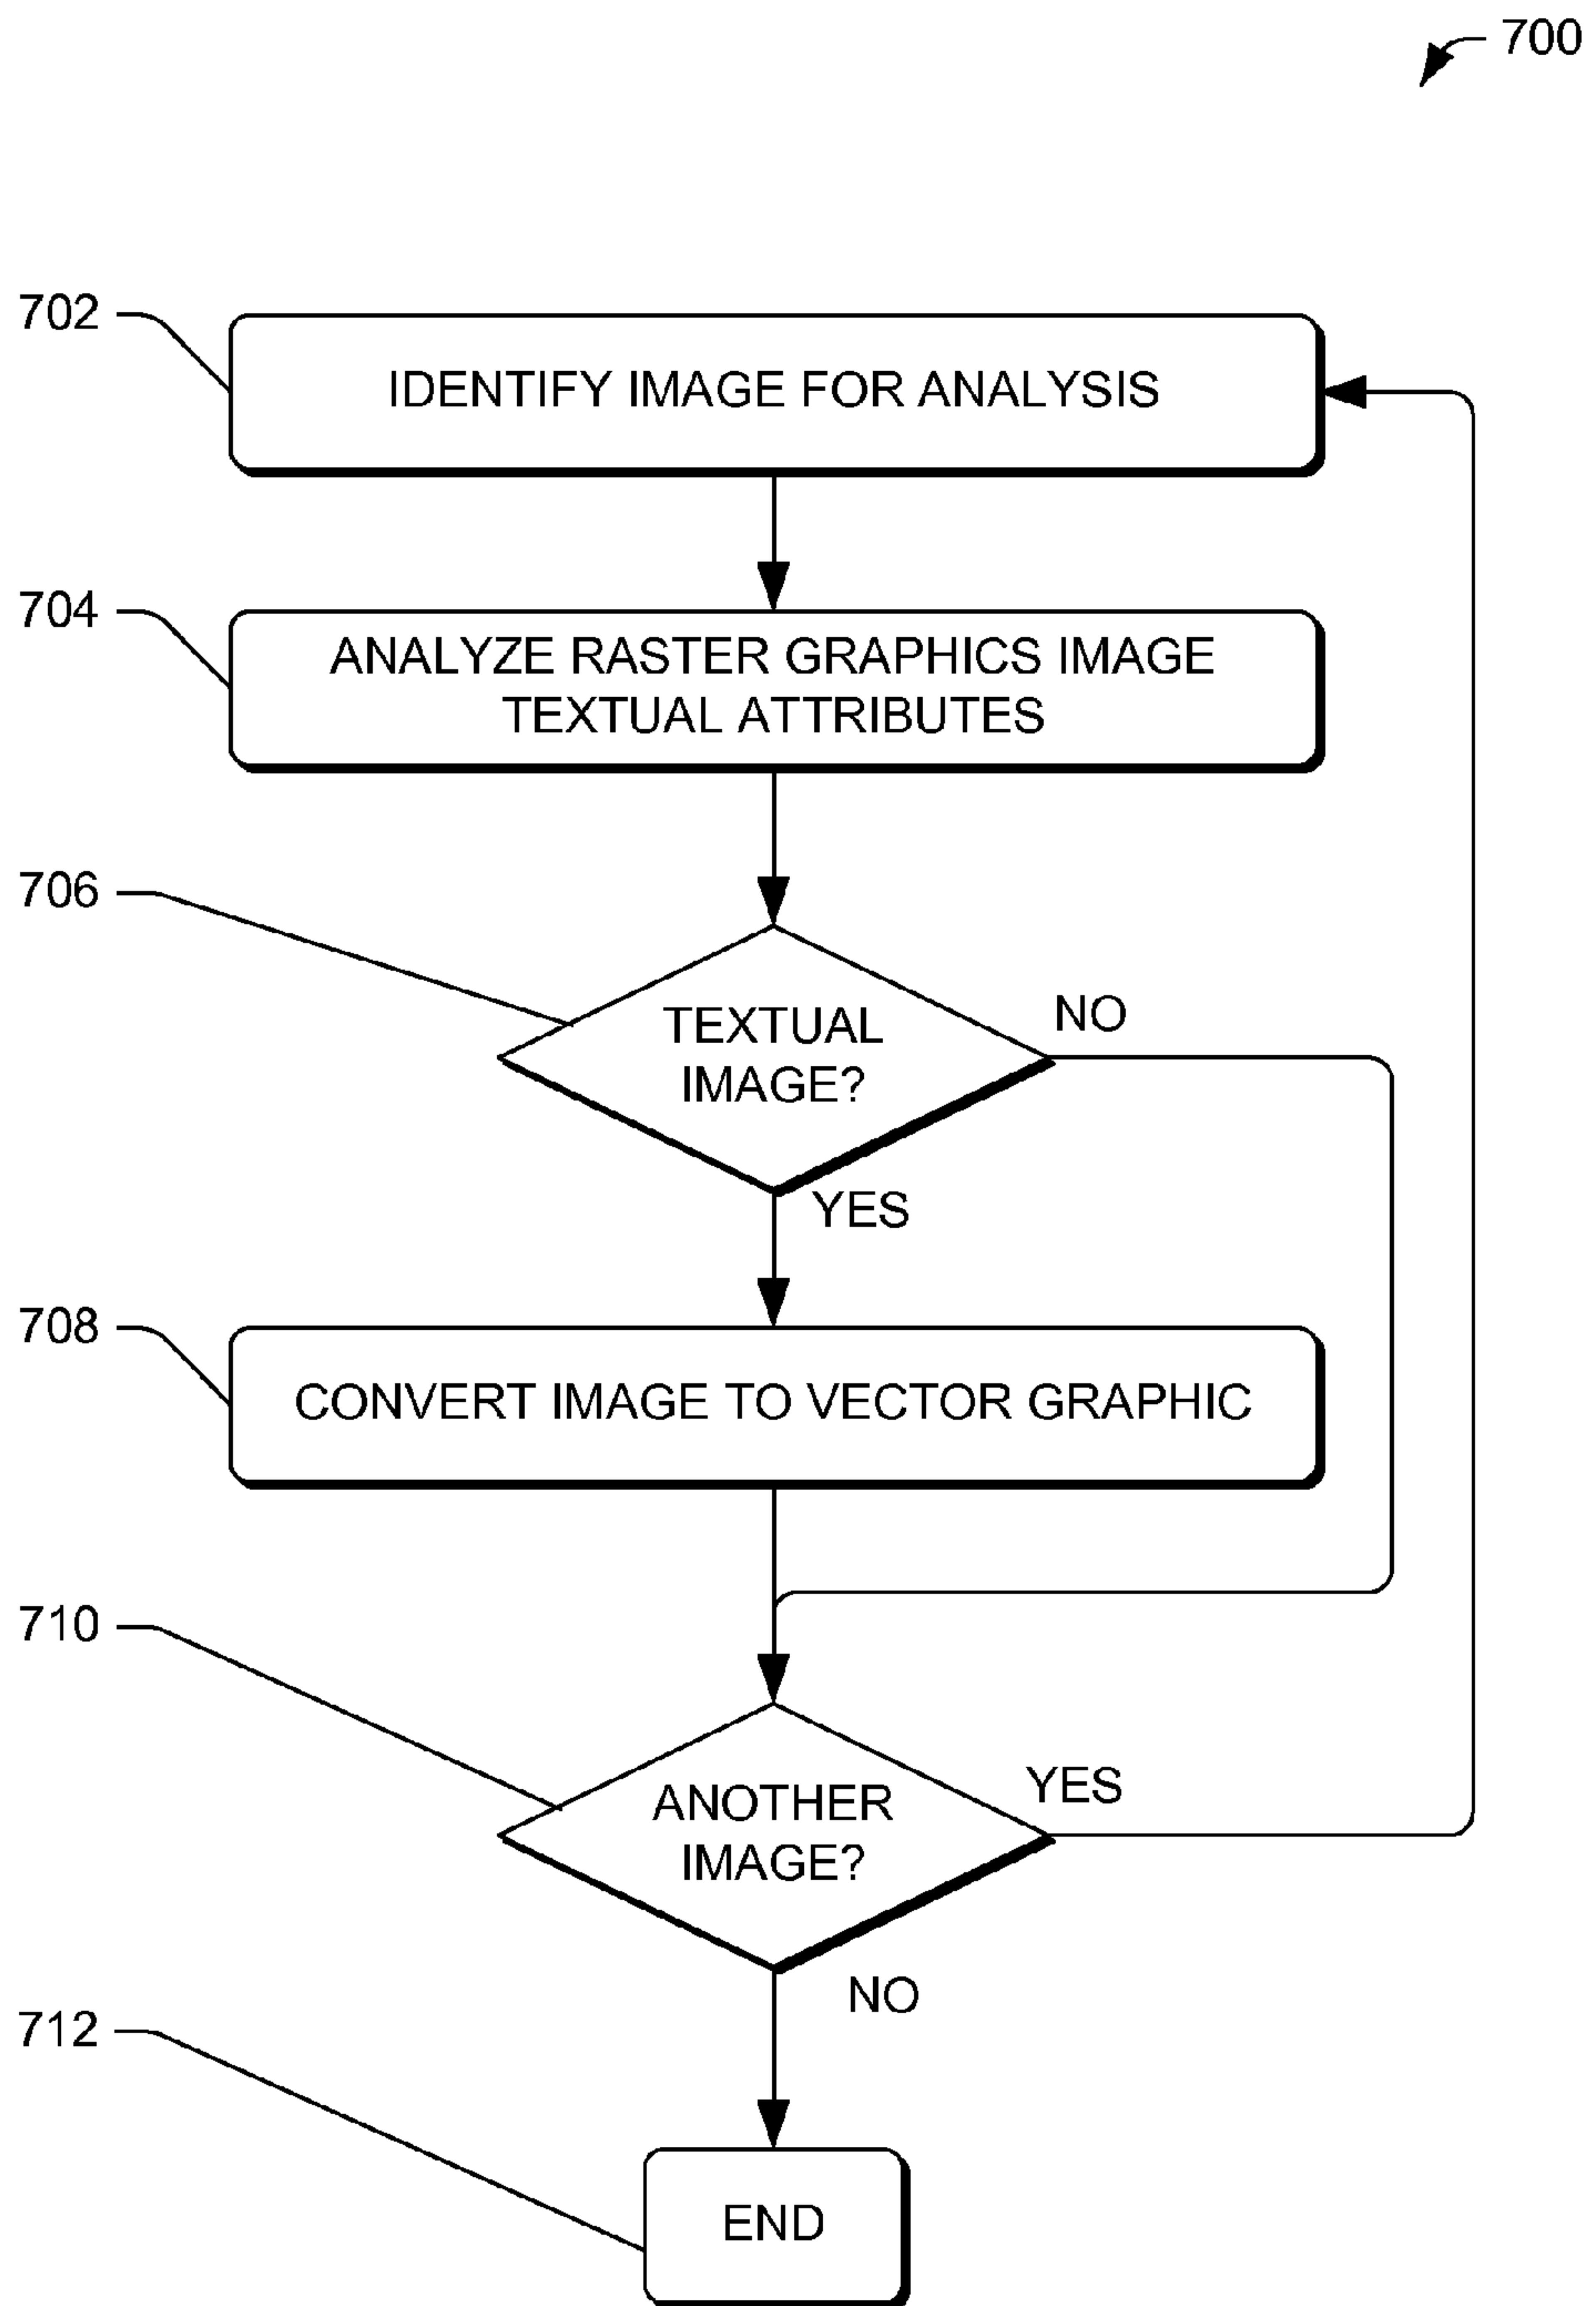 700
702
IDENTIFY IMAGE FOR ANALYSIS
704
ANALYZE RASTER GRAPHICS IMAGE
TEXTUAL ATTRIBUTES
706
TEXTUAL
IMAGE?
NO
YES
708
CONVERT IMAGE TO VECTOR GRAPHIC
710
ANOTHER
IMAGE?
YES
NO
712
END